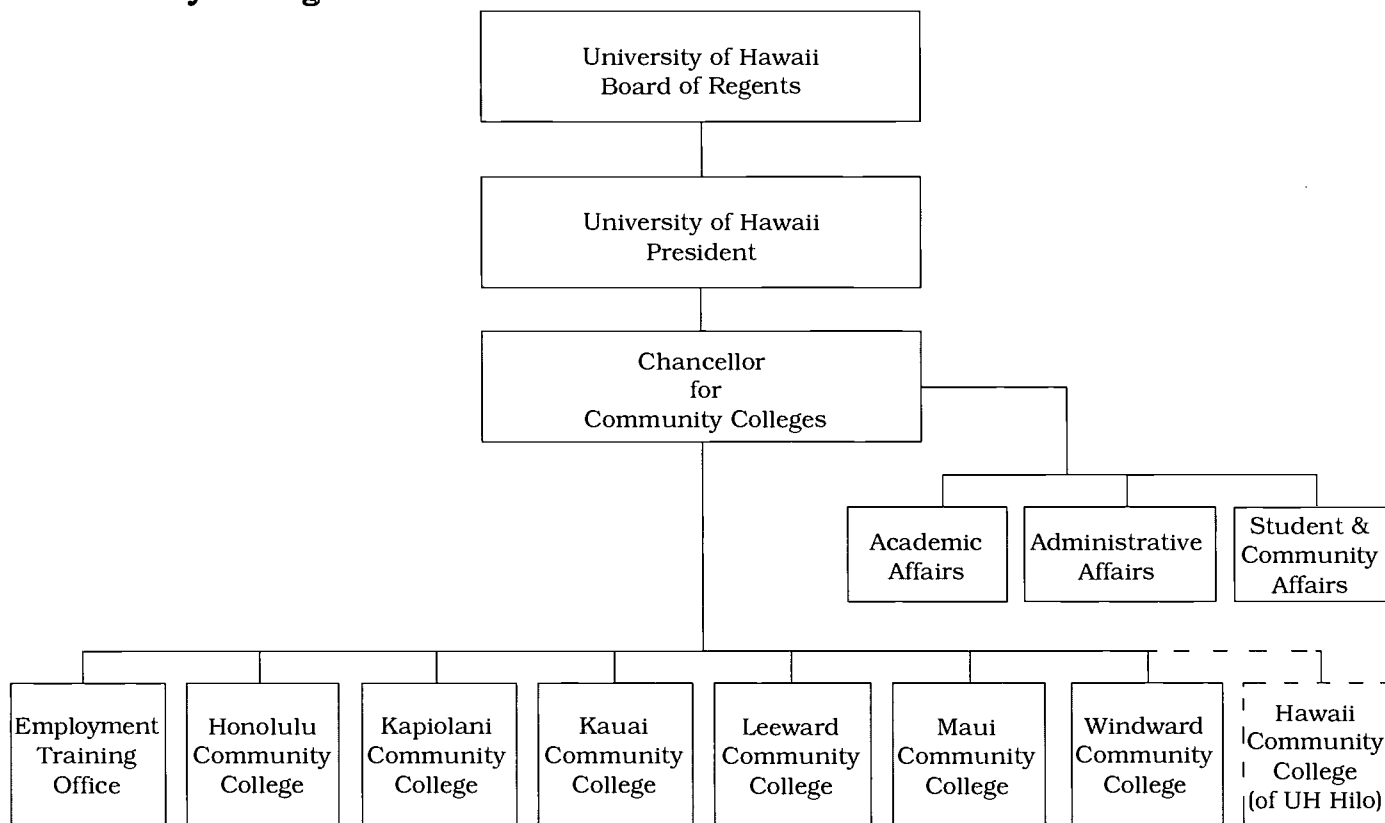 University of Hawaii
Board of Regents
University of Hawaii
President
Chancellor
for
Community Colleges
Academic
Affairs
Administrative
Affairs
Student &
Community
Affairs
Employment
Training
Office
Honolulu
Community
College
Kapiolani
Community
College
Kauai
Community
College
Leeward
Community
College
Maui
Community
College
Windward
Community
College
Hawaii
Community
College
(of UH Hilo)